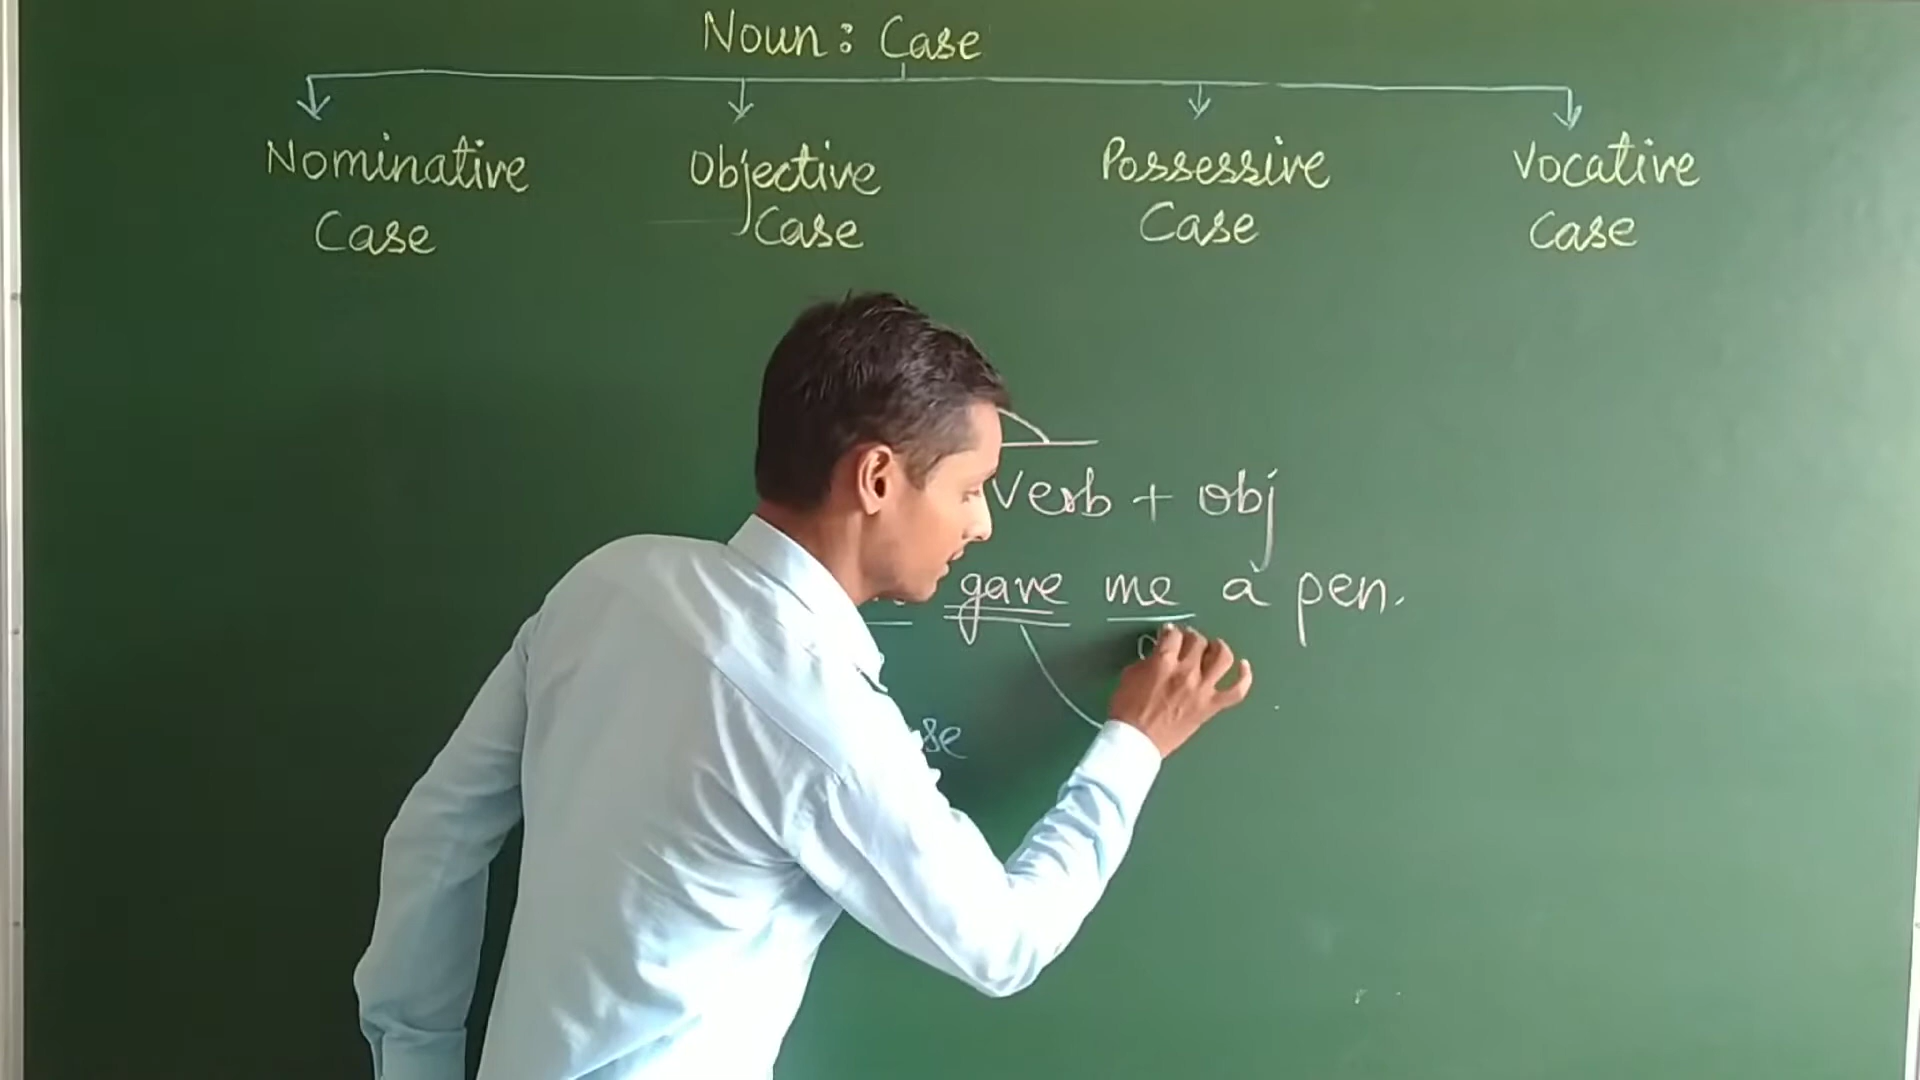 Noun: Case
Nominative Case
Objective Case
Possessive Case
Vocative Case
Verb + obj
gave me a pen.